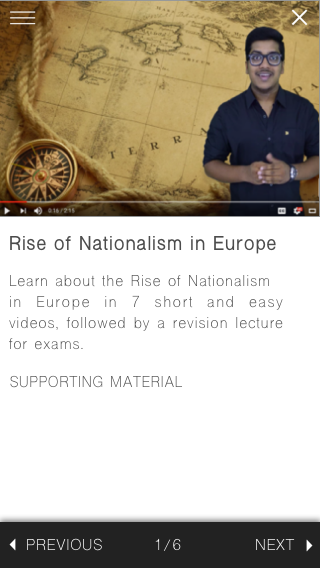 TERRA
0:16 / 2:15
Rise of Nationalism in Europe
Learn about the Rise of Nationalism
in Europe in 7 short and easy
videos, followed by a revision lecture
for exams.
SUPPORTING MATERIAL
PREVIOUS 1/6 NEXT